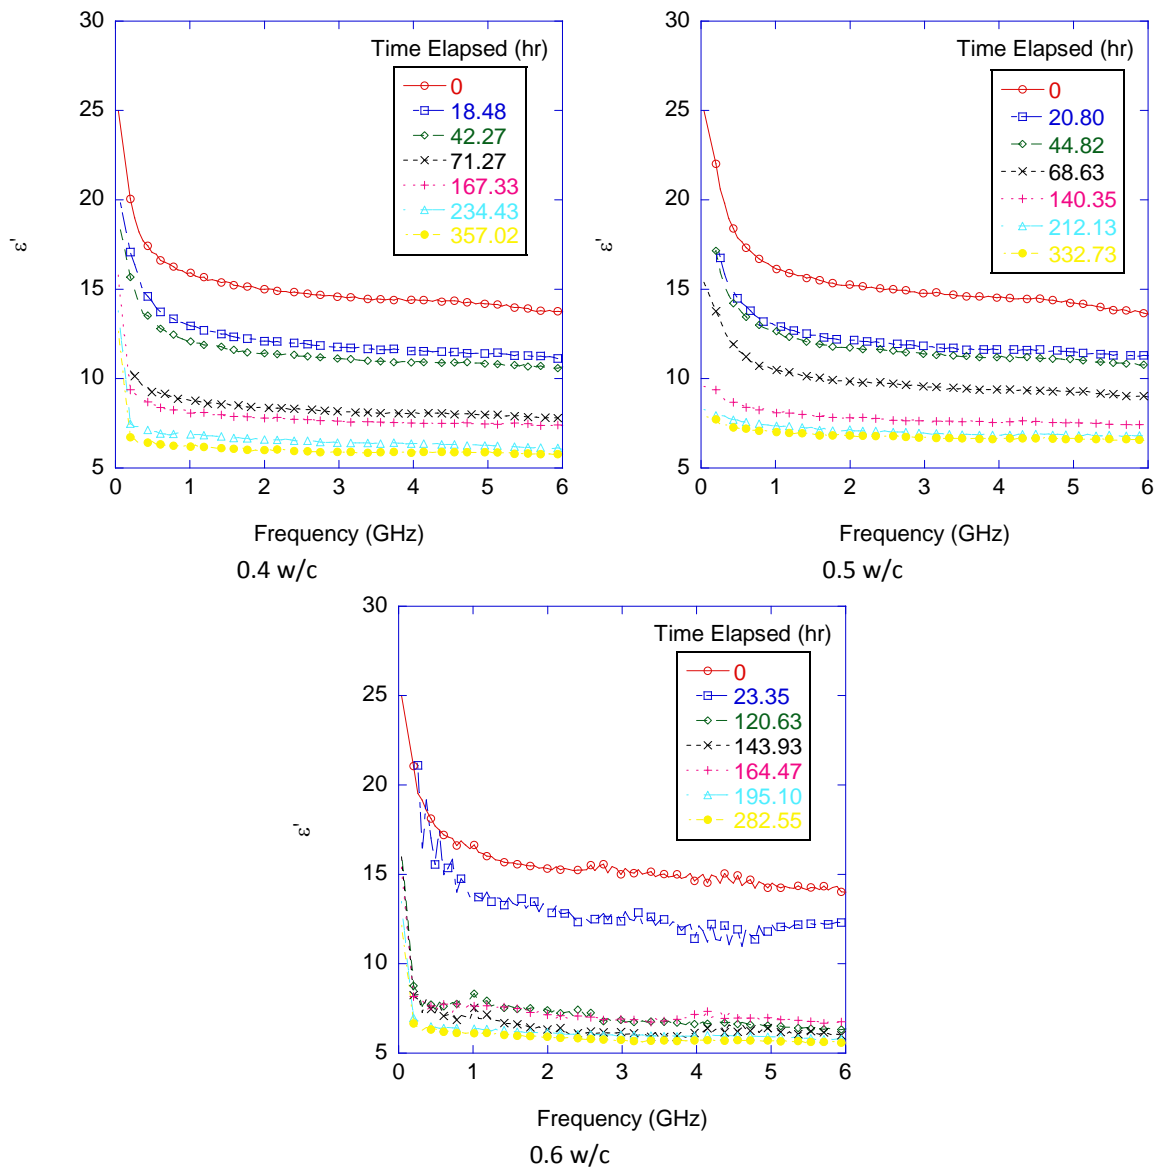 30
25
20
15
10
5
ε'
Time Elapsed (hr)
0
18.48
42.27
71.27
167.33
234.43
357.02
0 1 2 3 4 5 6
Frequency (GHz)
0.4 w/c
30
25
20
15
10
5
ε'
Time Elapsed (hr)
0
20.80
44.82
68.63
140.35
212.13
332.73
0 1 2 3 4 5 6
Frequency (GHz)
0.5 w/c
30
25
20
15
10
5
ε'
Time Elapsed (hr)
0
23.35
120.63
143.93
164.47
195.10
282.55
0 1 2 3 4 5 6
Frequency (GHz)
0.6 w/c